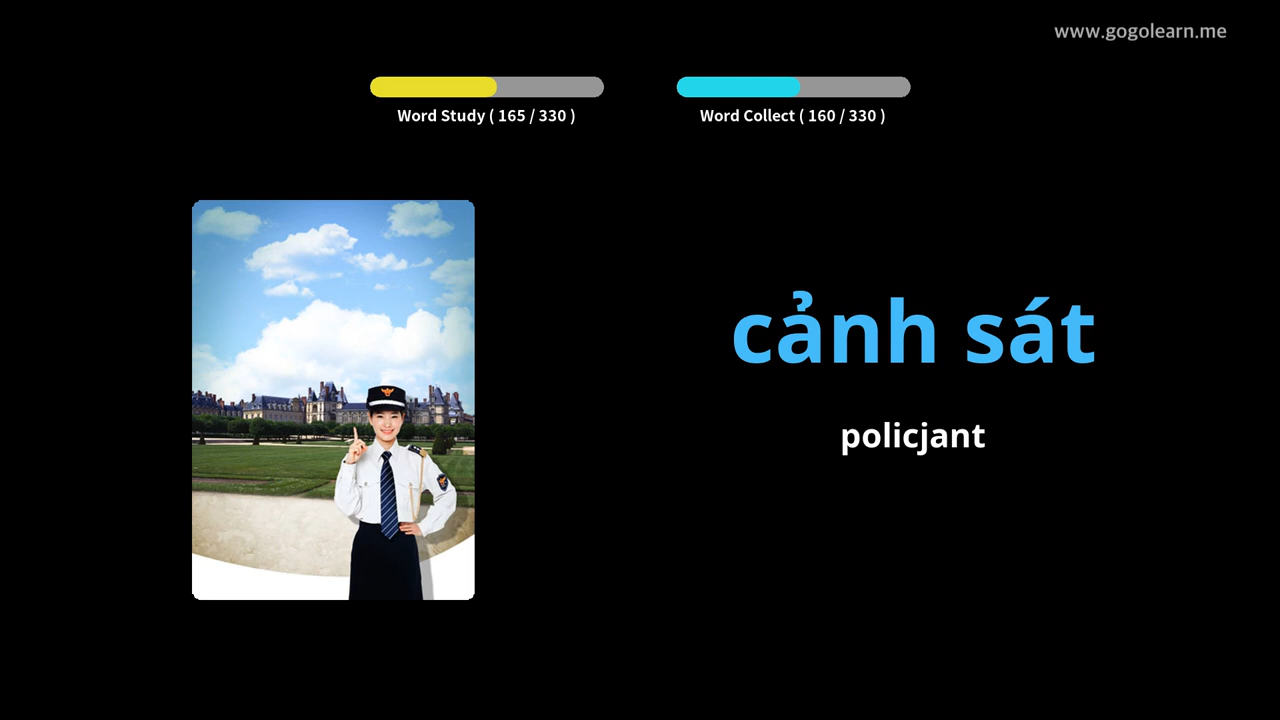 www.gogolearn.me
Word Study ( 165 / 330 )
Word Collect ( 160 / 330 )
cảnh sát
policjant